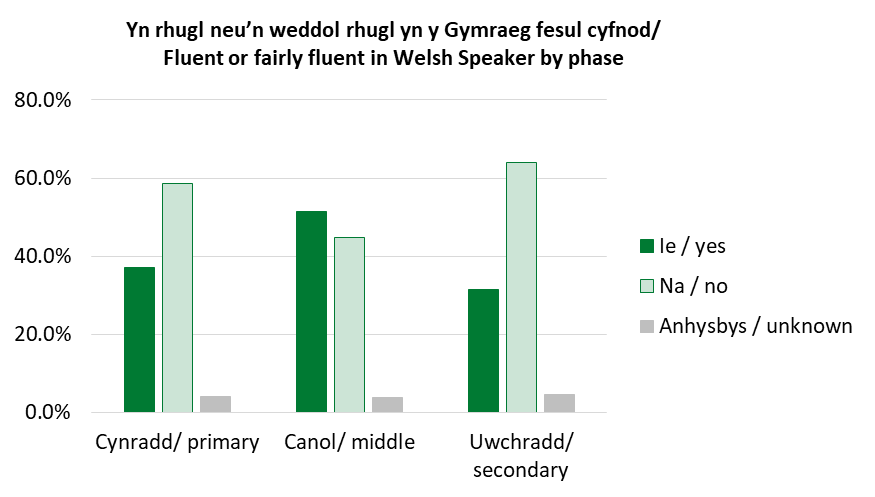 Yn rhugl neu’n weddol rhugl yn y Gymraeg fesul cyfnod/
Fluent or fairly fluent in Welsh Speaker by phase
80.0%
60.0%
40.0%
20.0%
0.0%
Cynradd/ primary
Canol/ middle
Uwchradd/
secondary
Ie / yes
Na / no
Anhysbys / unknown